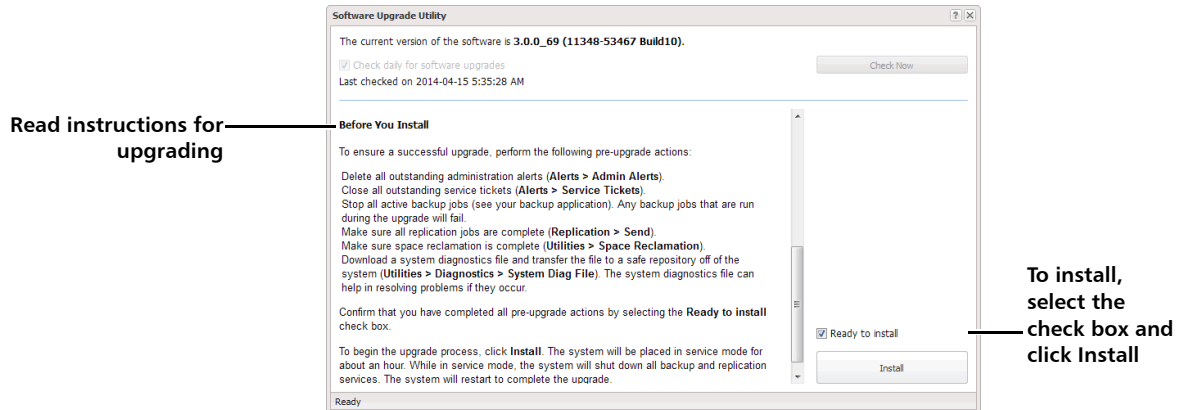 Software Upgrade Utility
The current version of the software is 3.0.0_69 (11348-53467 Build10).
Check daily for software upgrades
Check Now
Last checked on 2014-04-15 5:35:28 AM
Read instructions for
upgrading
Before You Install
To ensure a successful upgrade, perform the following pre-upgrade actions:
Delete all outstanding administration alerts (Alerts > Admin Alerts).
Close all outstanding service tickets (Alerts > Service Tickets).
Stop all active backup jobs (see your backup application). Any backup jobs that are run
during the upgrade will fail.
Make sure all replication jobs are complete (Replication > Send).
Make sure space reclamation is complete (Utilities > Space Reclamation).
Download a system diagnostics file and transfer the file to a safe repository off of the
system (Utilities > Diagnostics > System Diag File). The system diagnostics file can
help in resolving problems if they occur.
Confirm that you have completed all pre-upgrade actions by selecting the Ready to install
check box.
To begin the upgrade process, click Install. The system will be placed in service mode for
about an hour. While in service mode, the system will shut down all backup and replication
services. The system will restart to complete the upgrade.
Ready to install
Install
To install,
select the
check box and
click Install
Ready